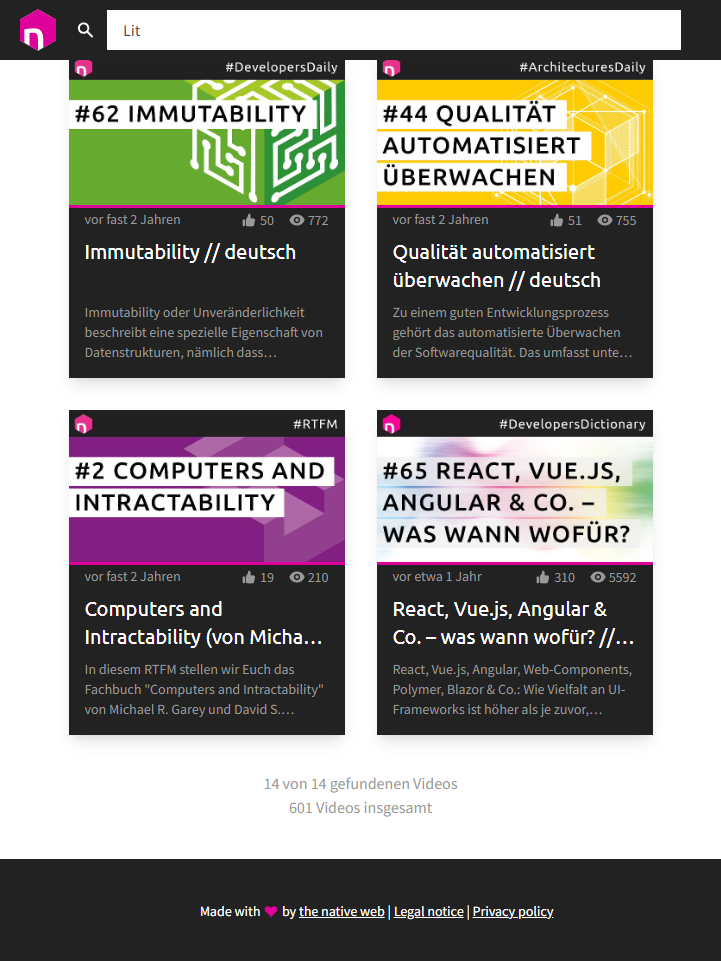 Lit
#DevelopersDaily
#62 IMMUTABILITY
vor fast 2 Jahren 50 772
Immutability // deutsch
Immutability oder Unveränderlichkeit
beschreibt eine spezielle Eigenschaft von
Datenstrukturen, nämlich dass…
#ArchitecturesDaily
#44 QUALITÄT
AUTOMATISIERT
ÜBERWACHEN
vor fast 2 Jahren 51 755
Qualität automatisiert
überwachen // deutsch
Zu einem guten Entwicklungsprozess
gehört das automatisierte Überwachen
der Softwarequalität. Das umfasst unte…
#RTFM
#2 COMPUTERS AND
INTRACTABILITY
vor fast 2 Jahren 19 210
Computers and
Intractability (von Micha…
In diesem RTFM stellen wir Euch das
Fachbuch "Computers and Intractability"
von Michael R. Garey und David S.…
#DevelopersDictionary
#65 REACT, VUE.JS,
ANGULAR & CO. –
WAS WANN WOFÜR?
vor etwa 1 Jahr 310 5592
React, Vue.js, Angular &
Co. – was wann wofür? //…
React, Vue.js, Angular, Web-Components,
Polymer, Blazor & Co.: Wie Vielfalt an UI-
Frameworks ist höher als je zuvor,…
14 von 14 gefundenen Videos
601 Videos insgesamt
Made with ❤ by the native web | Legal notice | Privacy policy